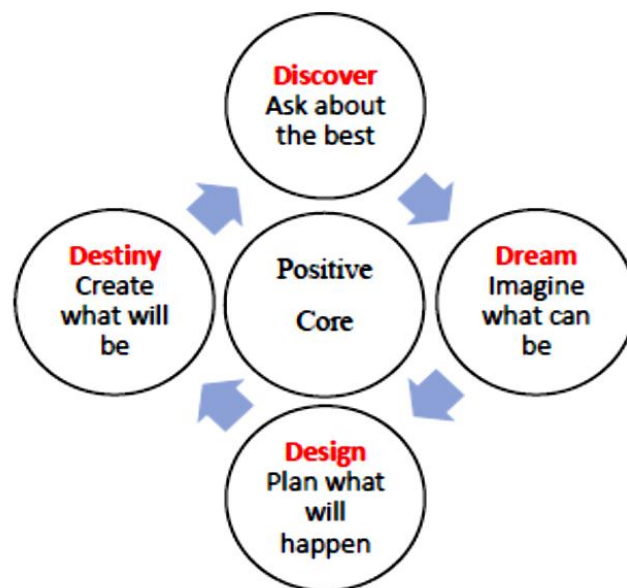 Discover
Ask about
the best
Destiny
Create
what will
be
Positive
Core
Dream
Imagine
what can
be
Design
Plan what
will
happen